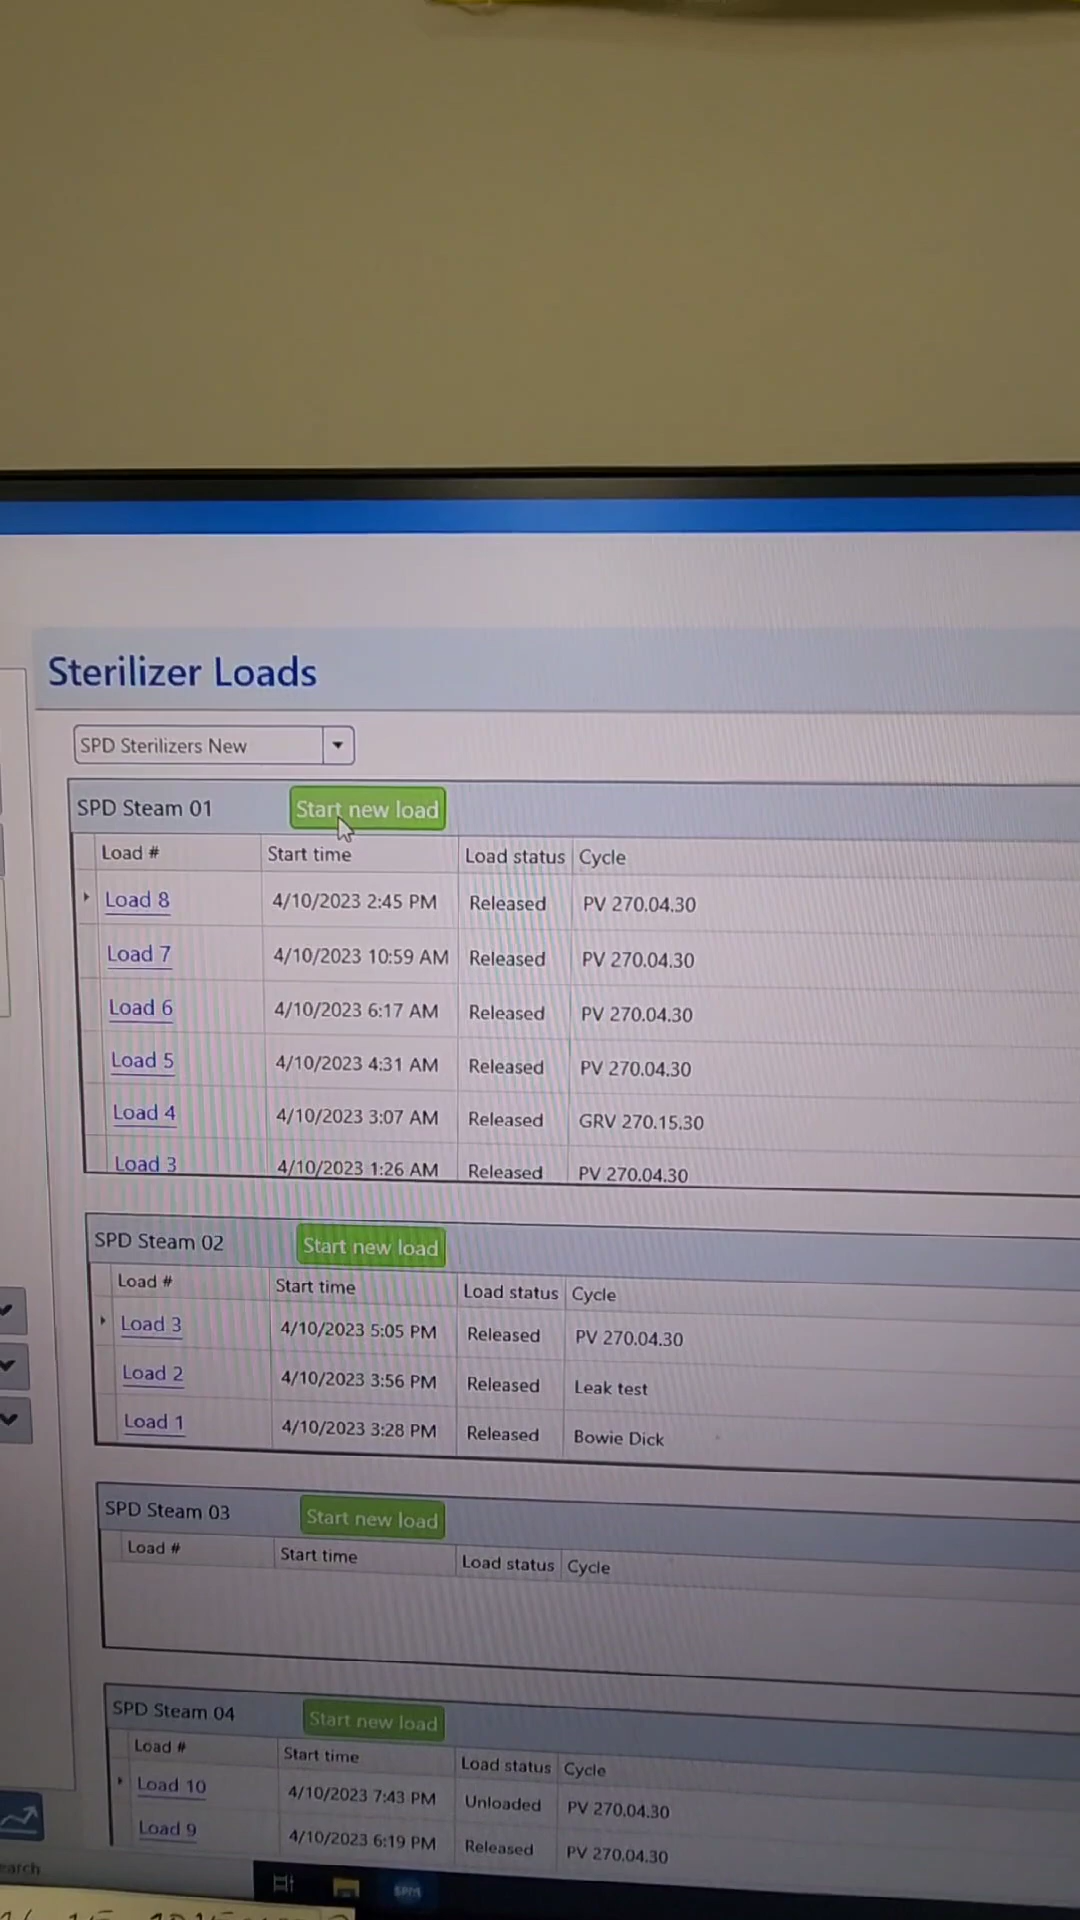 Sterilizer Loads
SPD Sterilizers New
SPD Steam 01 Start new load
Load # Start time Load status Cycle
Load 8 4/10/2023 2:45 PM Released PV 270.04.30
Load 7 4/10/2023 10:59 AM Released PV 270.04.30
Load 6 4/10/2023 6:17 AM Released PV 270.04.30
Load 5 4/10/2023 4:31 AM Released PV 270.04.30
Load 4 4/10/2023 3:07 AM Released GRV 270.15.30
Load 3 4/10/2023 1:26 AM Released PV 270.04.30
SPD Steam 02 Start new load
Load # Start time Load status Cycle
Load 3 4/10/2023 5:05 PM Released PV 270.04.30
Load 2 4/10/2023 3:56 PM Released Leak test
Load 1 4/10/2023 3:28 PM Released Bowie Dick
SPD Steam 03 Start new load
Load # Start time Load status Cycle
SPD Steam 04 Start new load
Load # Start time Load status Cycle
Load 10 4/10/2023 7:43 PM Unloaded PV 270.04.30
Load 9 4/10/2023 6:19 PM Released PV 270.04.30
earch
SPM